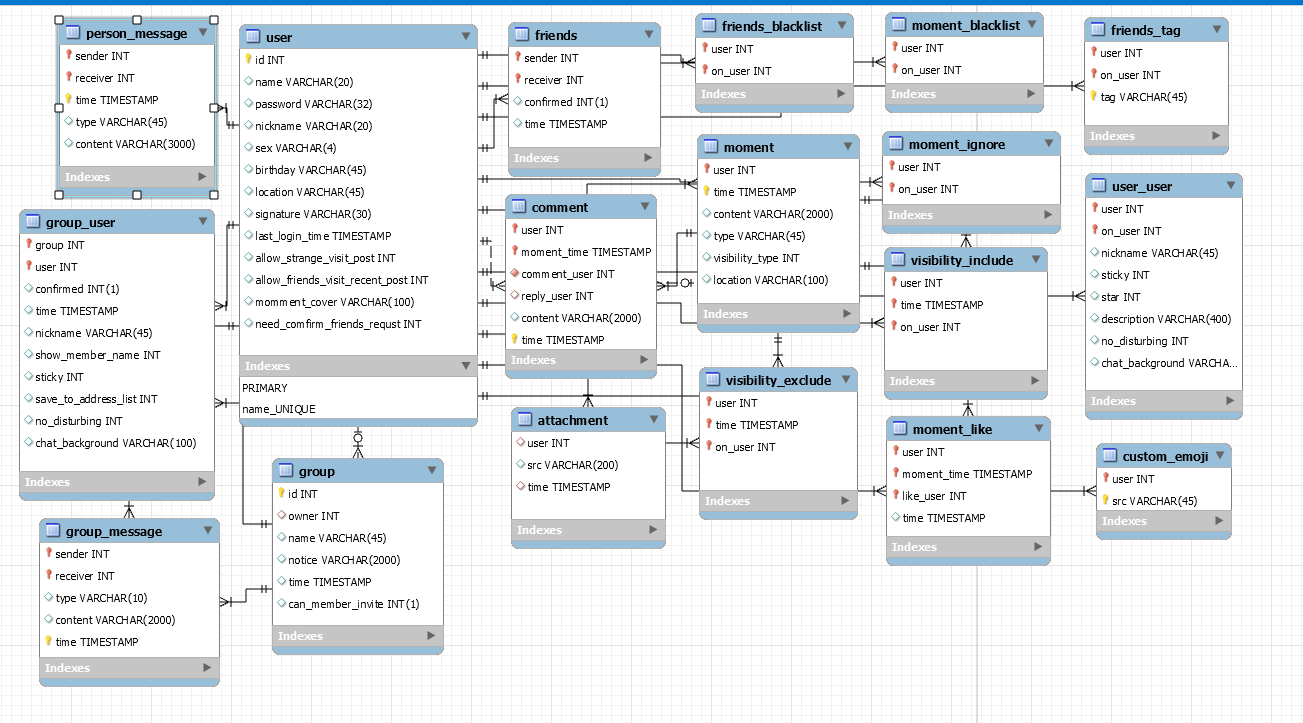 person_message
sender INT
receiver INT
time TIMESTAMP
type VARCHAR(45)
content VARCHAR(3000)
Indexes
user
id INT
name VARCHAR(20)
password VARCHAR(32)
nickname VARCHAR(20)
sex VARCHAR(4)
birthday VARCHAR(45)
location VARCHAR(45)
signature VARCHAR(30)
last_login_time TIMESTAMP
allow_strange_visit_post INT
allow_friends_visit_recent_post INT
momment_cover VARCHAR(100)
need_comfirm_friends_requst INT
Indexes
PRIMARY
name_UNIQUE
friends
sender INT
receiver INT
confirmed INT(1)
time TIMESTAMP
Indexes
friends_blacklist
user INT
on_user INT
Indexes
moment_blacklist
user INT
on_user INT
Indexes
friends_tag
user INT
on_user INT
tag VARCHAR(45)
Indexes
group_user
group INT
user INT
confirmed INT(1)
time TIMESTAMP
nickname VARCHAR(45)
show_member_name INT
sticky INT
save_to_address_list INT
no_disturbing INT
chat_background VARCHAR(100)
Indexes
comment
user INT
moment_time TIMESTAMP
comment_user INT
reply_user INT
content VARCHAR(2000)
time TIMESTAMP
Indexes
moment
user INT
time TIMESTAMP
content VARCHAR(2000)
type VARCHAR(45)
visibility_type INT
location VARCHAR(100)
Indexes
moment_ignore
user INT
on_user INT
Indexes
user_user
user INT
on_user INT
nickname VARCHAR(45)
sticky INT
star INT
description VARCHAR(400)
no_disturbing INT
chat_background VARCHA...
Indexes
visibility_include
user INT
time TIMESTAMP
on_user INT
Indexes
visibility_exclude
user INT
time TIMESTAMP
on_user INT
Indexes
attachment
user INT
src VARCHAR(200)
time TIMESTAMP
Indexes
moment_like
user INT
moment_time TIMESTAMP
like_user INT
time TIMESTAMP
Indexes
custom_emoji
user INT
src VARCHAR(45)
Indexes
group
id INT
owner INT
name VARCHAR(45)
notice VARCHAR(2000)
time TIMESTAMP
can_member_invite INT(1)
Indexes
group_message
sender INT
receiver INT
type VARCHAR(10)
content VARCHAR(2000)
time TIMESTAMP
Indexes